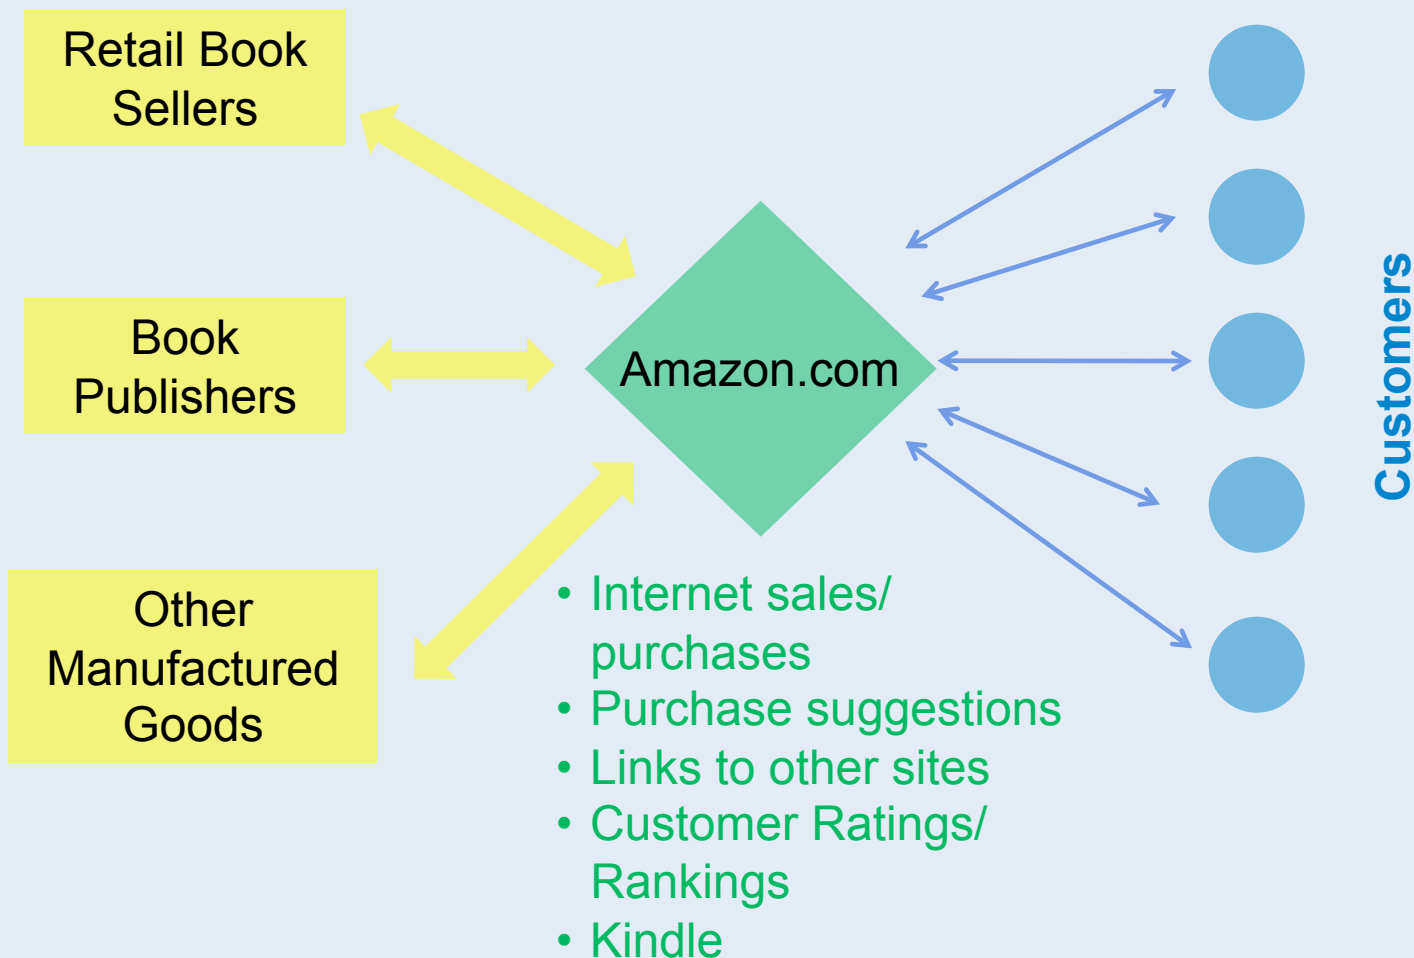 Retail Book
Sellers
Book
Publishers
Other
Manufactured
Goods
Amazon.com
• Internet sales/
purchases
• Purchase suggestions
• Links to other sites
• Customer Ratings/
Rankings
• Kindle
Customers